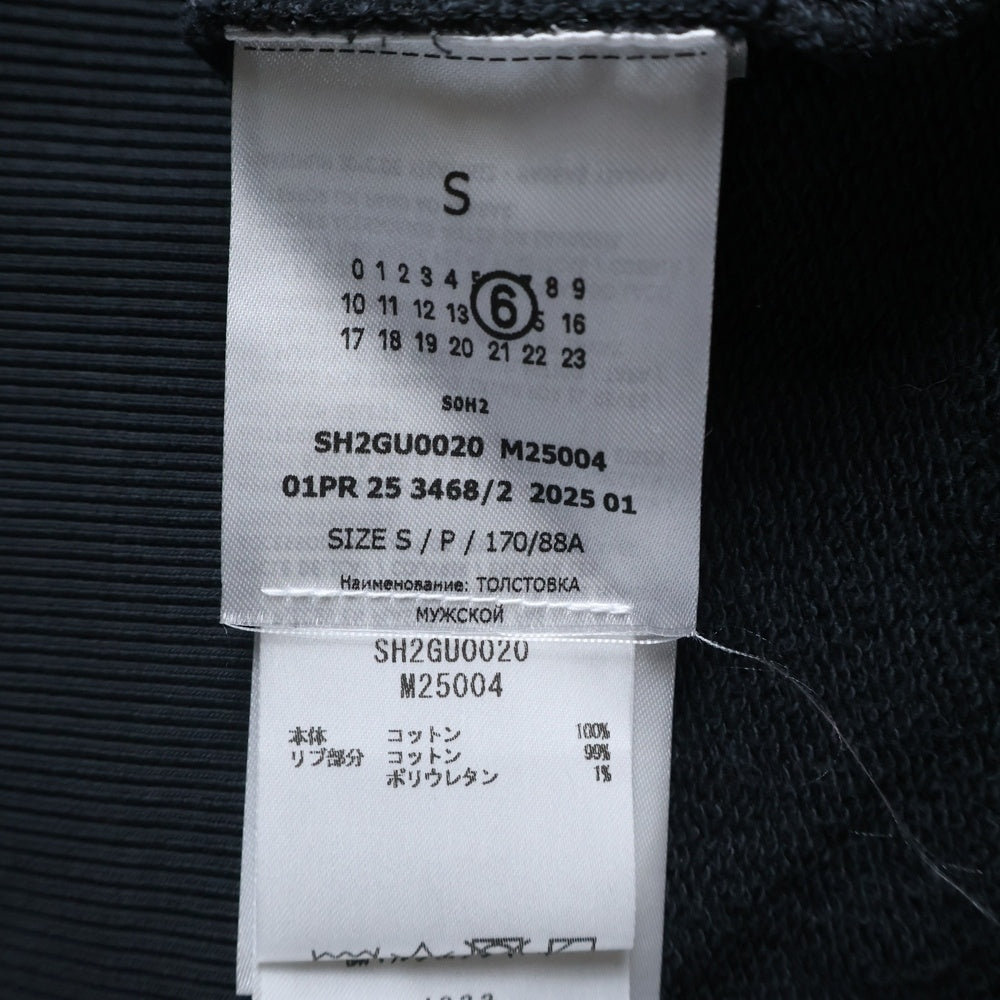 S
0 1 2 3 4 8 9
10 11 12 13 6 16
17 18 19 20 21 22 23
S0H2
SH2GU0020 M25004
01PR 25 3468/2 2025 01
SIZE S / P / 170/88A
Наименование: ТОЛСТОВКА
МУЖСКОЙ
SH2GU0020
M25004
本体 コットン 100%
リブ部分 コットン 99%
ポリウレタン 1%